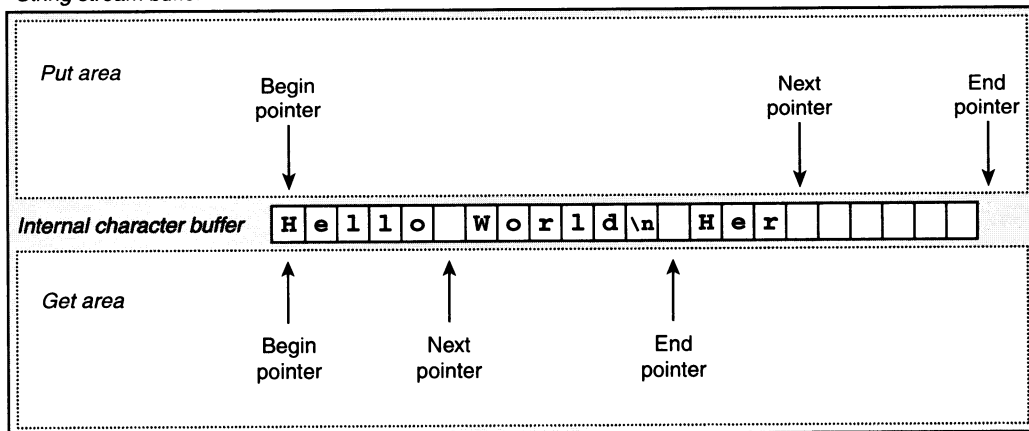 String stream buffer
Put area
Begin
pointer
Next
pointer
End
pointer
Internal character buffer H e l l o W o r l d \n H e r
Get area
Begin
pointer
Next
pointer
End
pointer